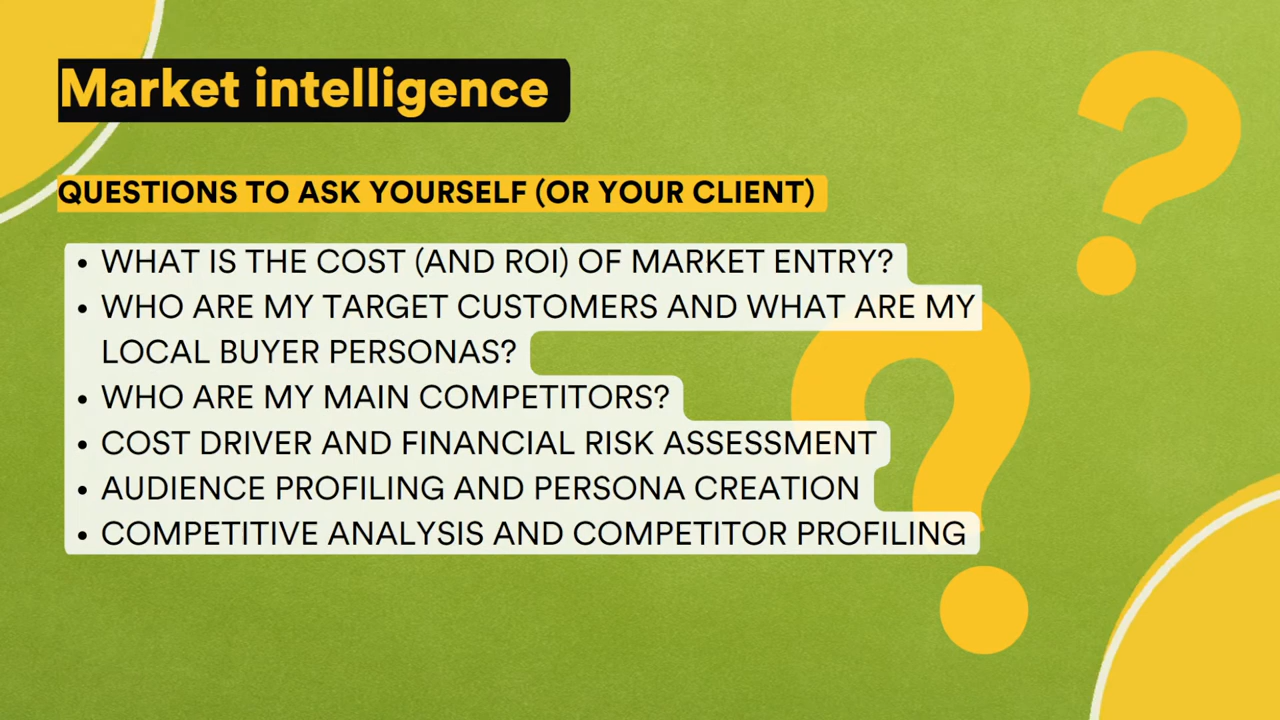 Market intelligence
QUESTIONS TO ASK YOURSELF (OR YOUR CLIENT)
• WHAT IS THE COST (AND ROI) OF MARKET ENTRY?
• WHO ARE MY TARGET CUSTOMERS AND WHAT ARE MY
LOCAL BUYER PERSONAS?
• WHO ARE MY MAIN COMPETITORS?
• COST DRIVER AND FINANCIAL RISK ASSESSMENT
• AUDIENCE PROFILING AND PERSONA CREATION
• COMPETITIVE ANALYSIS AND COMPETITOR PROFILING
?
?